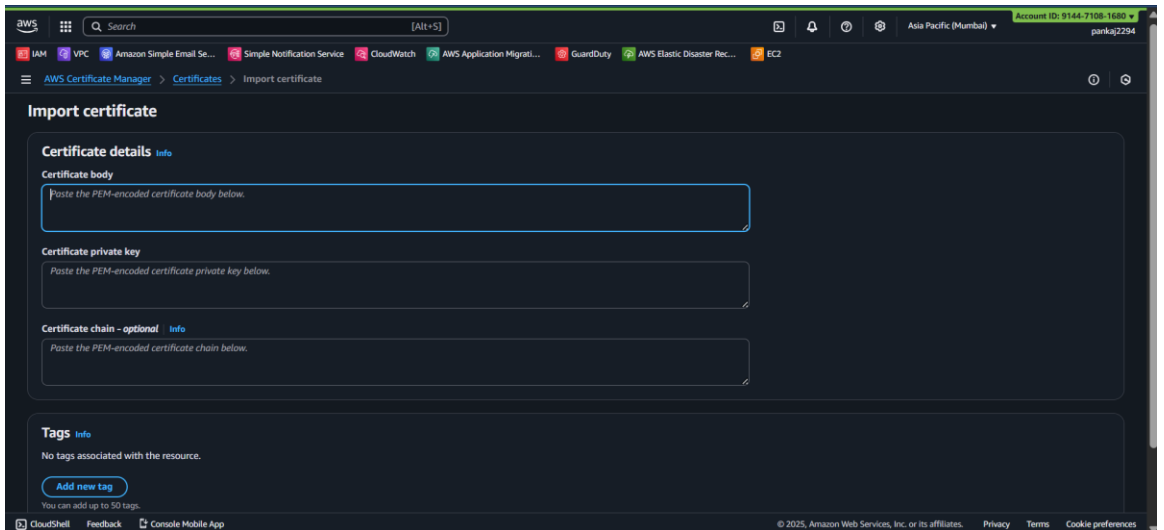 aws Search [Alt+S] Asia Pacific (Mumbai) Account ID: 9144-7108-1680
pankaj2294
IAM VPC Amazon Simple Email Se... Simple Notification Service CloudWatch AWS Application Migrati... GuardDuty AWS Elastic Disaster Rec... EC2
AWS Certificate Manager > Certificates > Import certificate
Import certificate
Certificate details Info
Certificate body
Paste the PEM-encoded certificate body below.
Certificate private key
Paste the PEM-encoded certificate private key below.
Certificate chain - optional Info
Paste the PEM-encoded certificate chain below.
Tags Info
No tags associated with the resource.
Add new tag
You can add up to 50 tags.
CloudShell Feedback Console Mobile App © 2025, Amazon Web Services, Inc. or its affiliates. Privacy Terms Cookie preferences